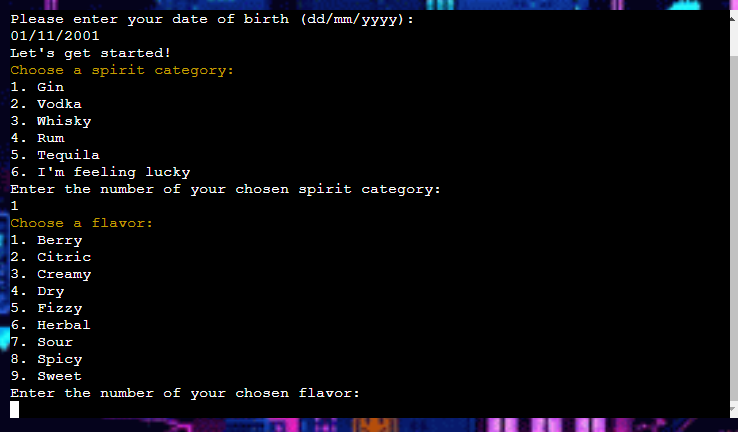 Please enter your date of birth (dd/mm/yyyy):
01/11/2001
Let's get started!
Choose a spirit category:
1. Gin
2. Vodka
3. Whisky
4. Rum
5. Tequila
6. I'm feeling lucky
Enter the number of your chosen spirit category:
1
Choose a flavor:
1. Berry
2. Citric
3. Creamy
4. Dry
5. Fizzy
6. Herbal
7. Sour
8. Spicy
9. Sweet
Enter the number of your chosen flavor: